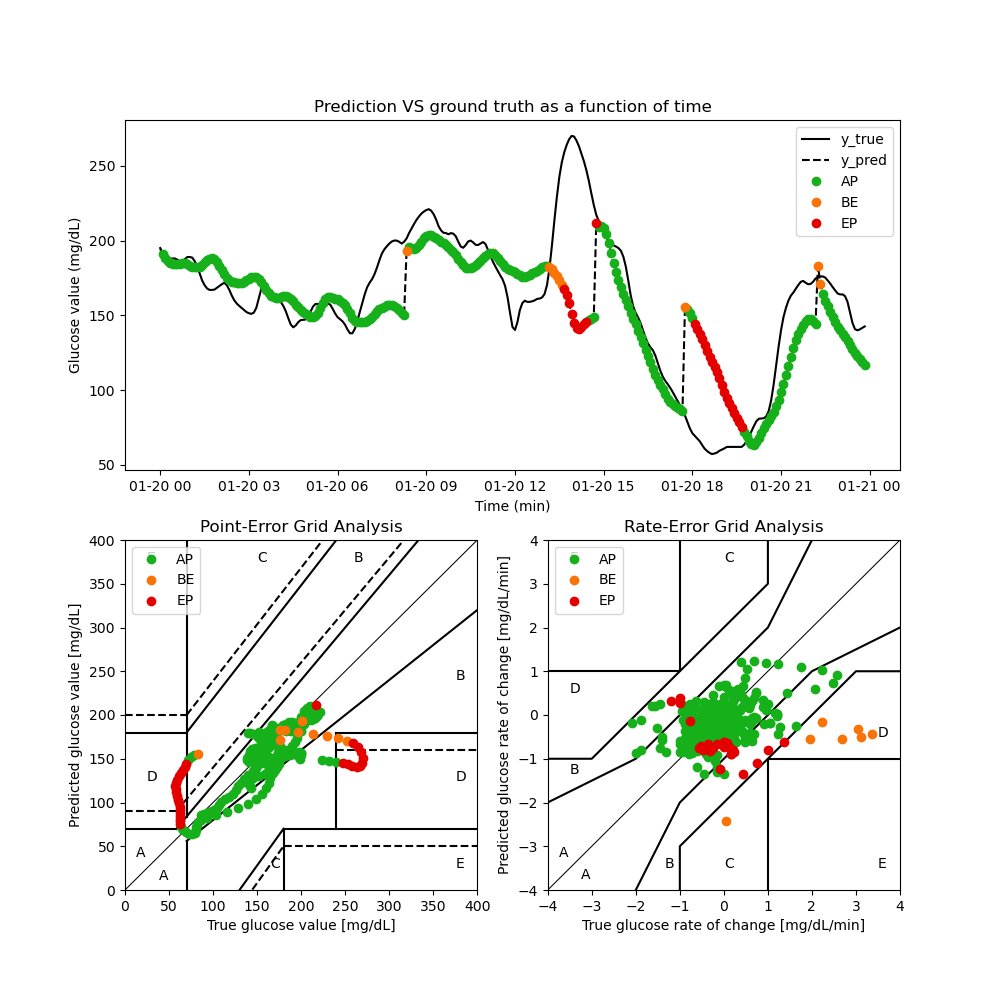 Prediction VS ground truth as a function of time
Glucose value (mg/dL)
250
200
150
100
50
y_true
y_pred
AP
BE
EP
01-20 00 01-20 03 01-20 06 01-20 09 01-20 12 01-20 15 01-20 18 01-20 21 01-21 00
Time (min)
Point-Error Grid Analysis
Predicted glucose value [mg/dL]
400
350
300
250
200
150
100
50
0
AP
BE
EP
C B
B
D D
A
A
C E
0 50 100 150 200 250 300 350 400
True glucose value [mg/dL]
Rate-Error Grid Analysis
Predicted glucose rate of change [mg/dL/min]
4
3
2
1
0
−1
−2
−3
−4
AP
BE
EP
C
D
D
B
A
A
B C E
−4 −3 −2 −1 0 1 2 3 4
True glucose rate of change [mg/dL/min]